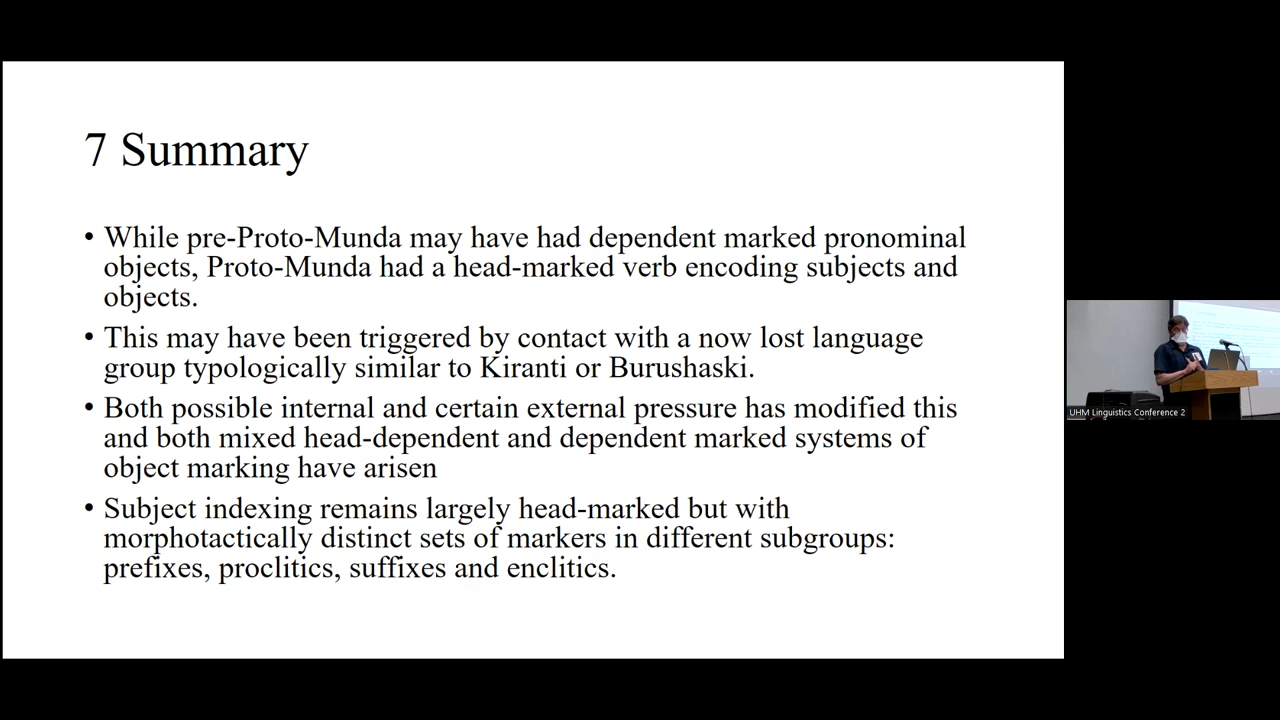 7 Summary
• While pre-Proto-Munda may have had dependent marked pronominal
objects, Proto-Munda had a head-marked verb encoding subjects and
objects.
• This may have been triggered by contact with a now lost language
group typologically similar to Kiranti or Burushaski.
• Both possible internal and certain external pressure has modified this
and both mixed head-dependent and dependent marked systems of
object marking have arisen
• Subject indexing remains largely head-marked but with
morphotactically distinct sets of markers in different subgroups:
prefixes, proclitics, suffixes and enclitics.
UHM Linguistics Conference 2